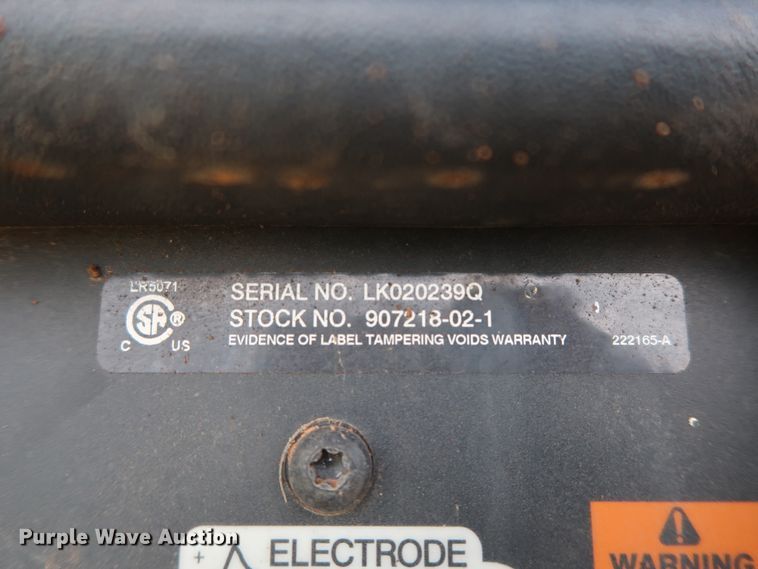 LR5071
SERIAL NO. LK020239Q
SA ®
STOCK NO. 907218-02-1
C US
EVIDENCE OF LABEL TAMPERING VOIDS WARRANTY
222165-A
Purple Wave Auction
+ ELECTRODE
WARNING